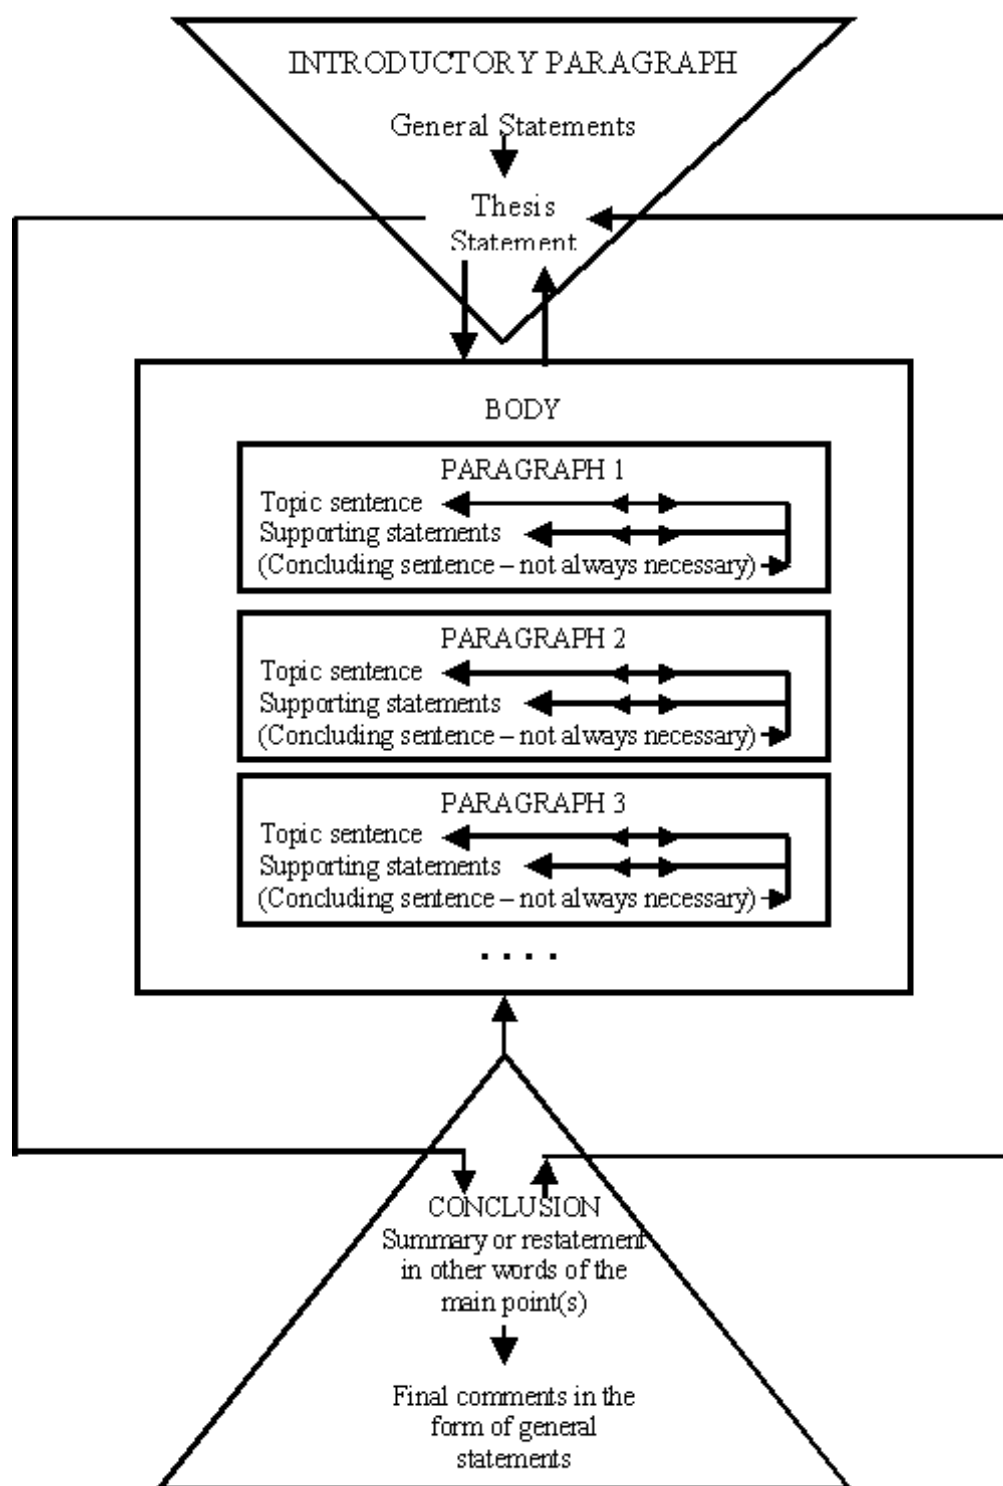 INTRODUCTORY PARAGRAPH
General Statements
Thesis
Statement
BODY
PARAGRAPH 1
Topic sentence
Supporting statements
(Concluding sentence – not always necessary)
PARAGRAPH 2
Topic sentence
Supporting statements
(Concluding sentence – not always necessary)
PARAGRAPH 3
Topic sentence
Supporting statements
(Concluding sentence – not always necessary)
. . . .
CONCLUSION
Summary or restatement
in other words of the
main point(s)
Final comments in the
form of general
statements